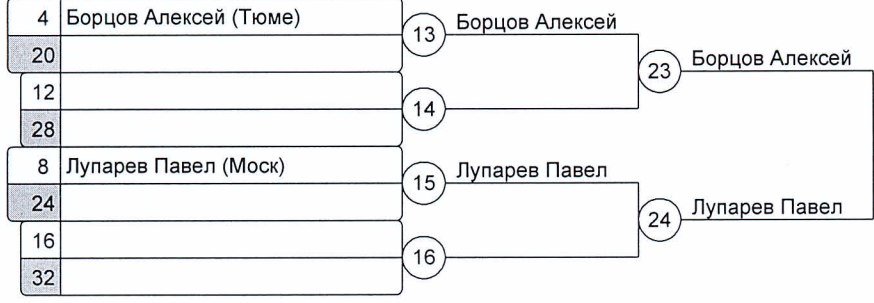 4 Борцов Алексей (Тюме)
20
12
28
8 Лупарев Павел (Моск)
24
16
32
13 Борцов Алексей
14
15 Лупарев Павел
16
23 Борцов Алексей
24 Лупарев Павел